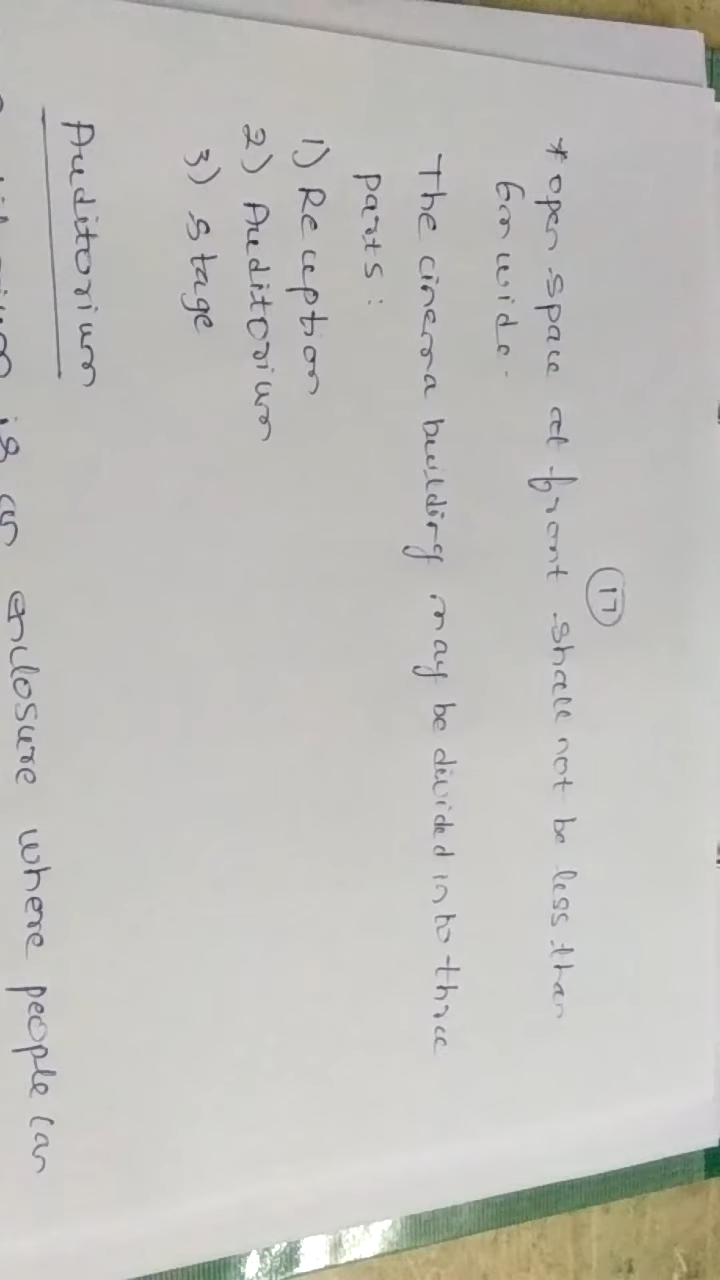 17
* open space at front shall not be less than
6m wide.
The cinema building may be divided into three
parts:
1) Reception
2) Auditorium
3) Stage
Auditorium
is an enclosure where people can